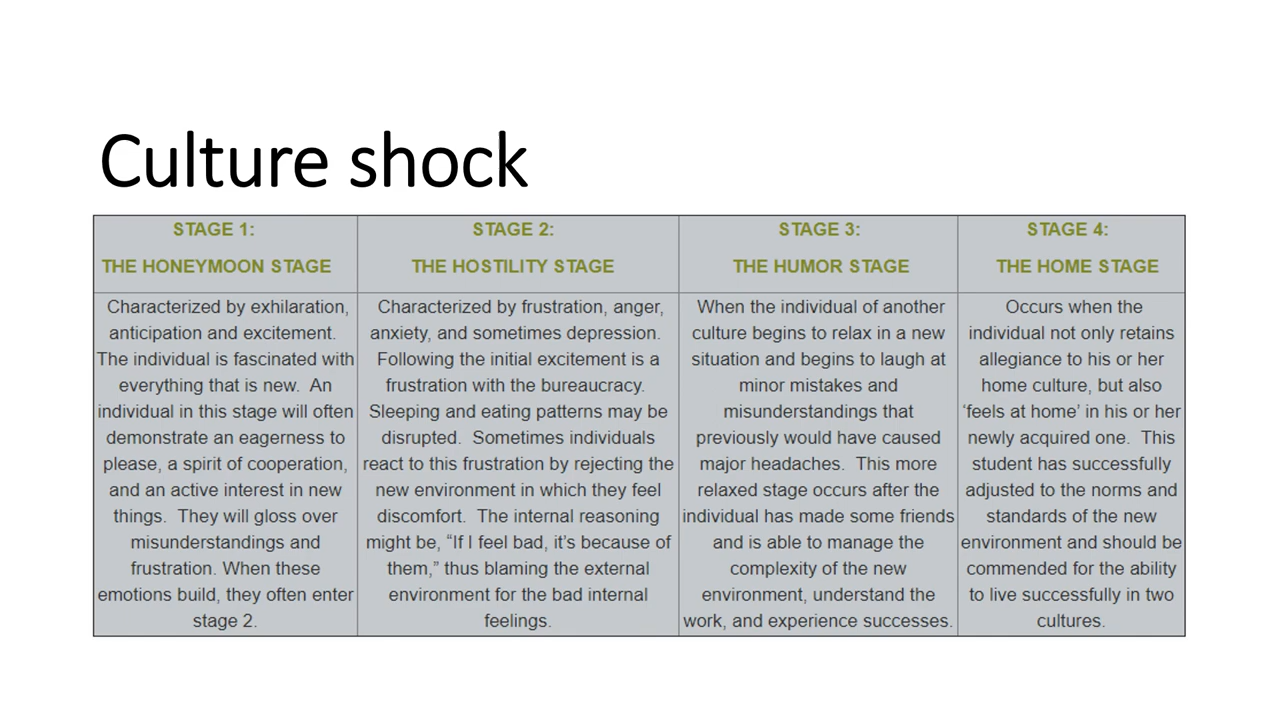 Culture shock
STAGE 1:
THE HONEYMOON STAGE
Characterized by exhilaration,
anticipation and excitement.
The individual is fascinated with
everything that is new.  An
individual in this stage will often
demonstrate an eagerness to
please, a spirit of cooperation,
and an active interest in new
things.  They will gloss over
misunderstandings and
frustration. When these
emotions build, they often enter
stage 2.
STAGE 2:
THE HOSTILITY STAGE
Characterized by frustration, anger,
anxiety, and sometimes depression.
Following the initial excitement is a
frustration with the bureaucracy.
Sleeping and eating patterns may be
disrupted.  Sometimes individuals
react to this frustration by rejecting the
new environment in which they feel
discomfort.  The internal reasoning
might be, “If I feel bad, it’s because of
them,” thus blaming the external
environment for the bad internal
feelings.
STAGE 3:
THE HUMOR STAGE
When the individual of another
culture begins to relax in a new
situation and begins to laugh at
minor mistakes and
misunderstandings that
previously would have caused
major headaches.  This more
relaxed stage occurs after the
individual has made some friends
and is able to manage the
complexity of the new
environment, understand the
work, and experience successes.
STAGE 4:
THE HOME STAGE
Occurs when the
individual not only retains
allegiance to his or her
home culture, but also
‘feels at home’ in his or her
newly acquired one.  This
student has successfully
adjusted to the norms and
standards of the new
environment and should be
commended for the ability
to live successfully in two
cultures.